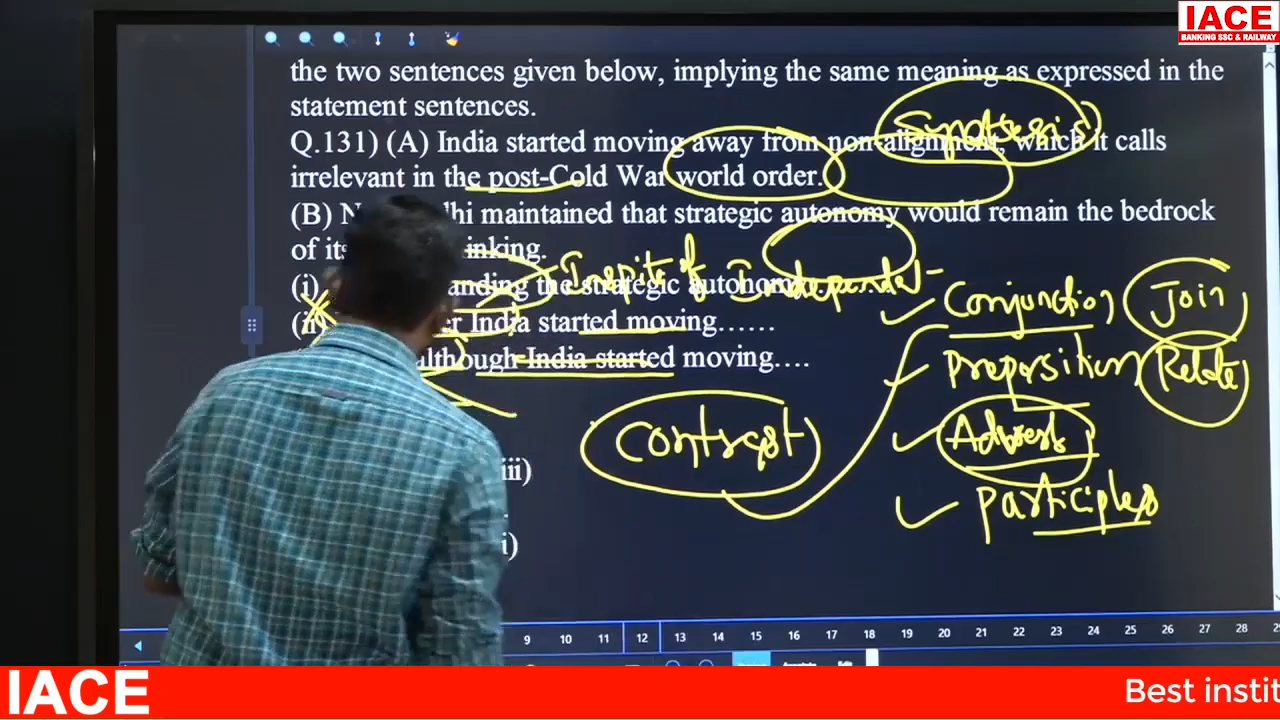 IACE
BANKING SSC & RAILWAY
the two sentences given below, implying the same meaning as expressed in the
statement sentences.
Synthesis
Q.131) (A) India started moving away from non-alignment, which it calls
irrelevant in the post-Cold War world order.
(B) N hi maintained that strategic autonomy would remain the bedrock
of its inking.
Inspite of Independent
(i) anding the strategic autonomy
(ii) er India started moving……
although India started moving….
Conjunction Join
Preposition Relate
Contrast
Adverb
Participles
iii)
i)
9 10 11 12 13 14 15 16 17 18 19 20 21 22 23 24 25 26 27 28 29
IACE
Best instit